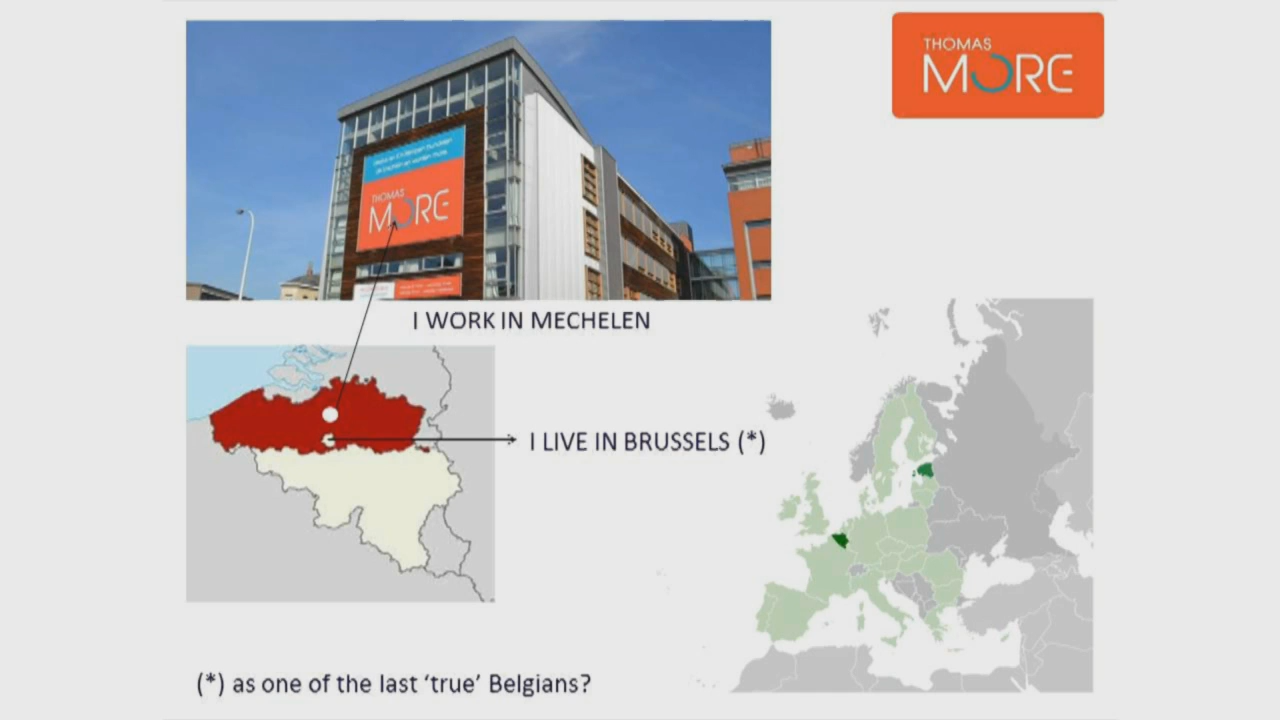 THOMAS
MORE
THOMAS
MORE
I WORK IN MECHELEN
I LIVE IN BRUSSELS (*)
(*) as one of the last ‘true’ Belgians?